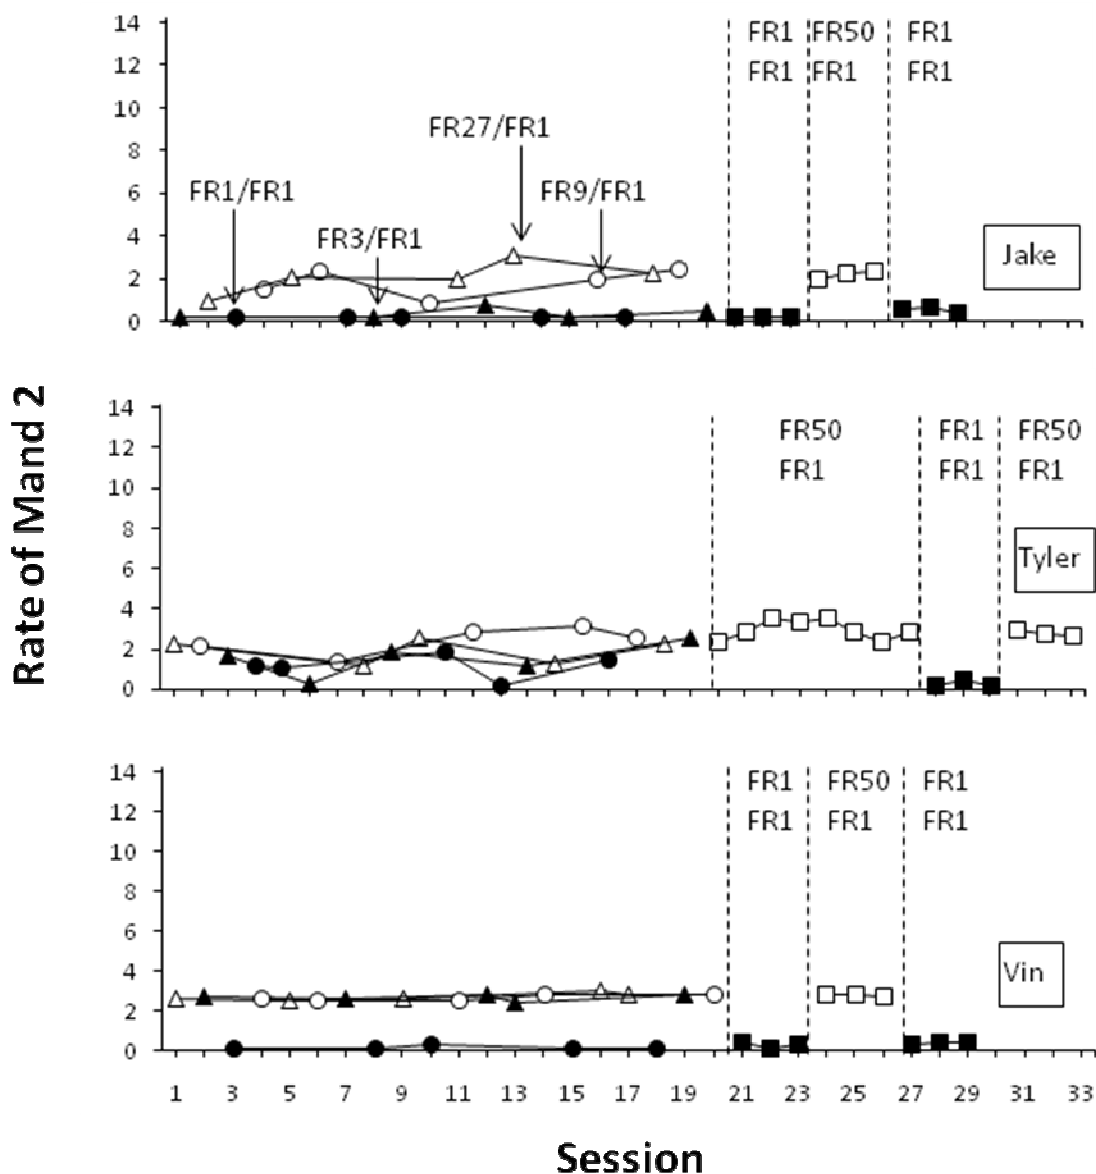 Rate of Mand 2
14
12
10
8
6
4
2
0
FR1 FR50 FR1
FR1 FR1 FR1
FR27/FR1
FR1/FR1 FR9/FR1
FR3/FR1
Jake
14
12
10
8
6
4
2
0
FR50 FR1 FR50
FR1 FR1 FR1
Tyler
14
12
10
8
6
4
2
0
FR1 FR50 FR1
FR1 FR1 FR1
Vin
1 3 5 7 9 11 13 15 17 19 21 23 25 27 29 31 33
Session